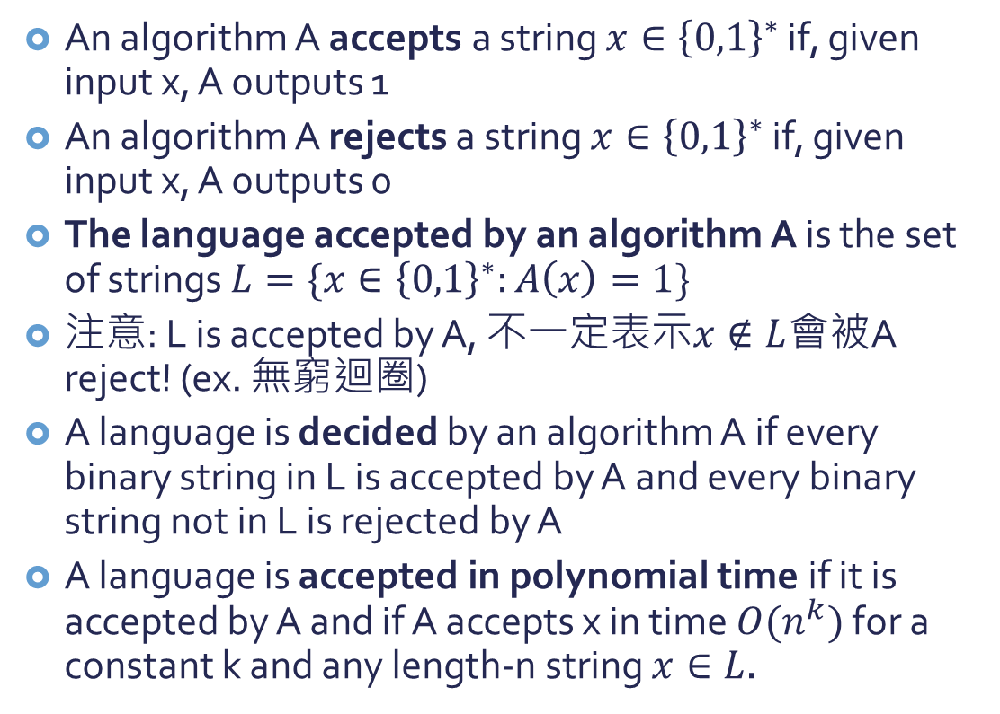 An algorithm A accepts a string 𝑥 ∈ {0,1}* if, given
input x, A outputs 1
An algorithm A rejects a string 𝑥 ∈ {0,1}* if, given
input x, A outputs 0
The language accepted by an algorithm A is the set
of strings 𝐿 = {𝑥 ∈ {0,1}*: 𝐴(𝑥) = 1}
注意: L is accepted by A, 不一定表示𝑥 ∉ 𝐿會被A
reject! (ex. 無窮迴圈)
A language is decided by an algorithm A if every
binary string in L is accepted by A and every binary
string not in L is rejected by A
A language is accepted in polynomial time if it is
accepted by A and if A accepts x in time 𝑂(𝑛ᵏ) for a
constant k and any length-n string 𝑥 ∈ 𝐿.